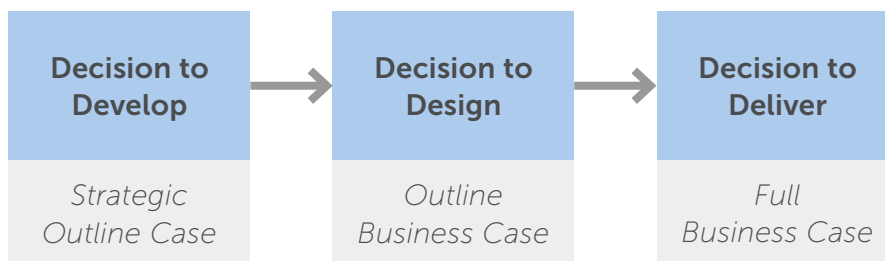 Decision to
Develop
Strategic
Outline Case
Decision to
Design
Outline
Business Case
Decision to
Deliver
Full
Business Case